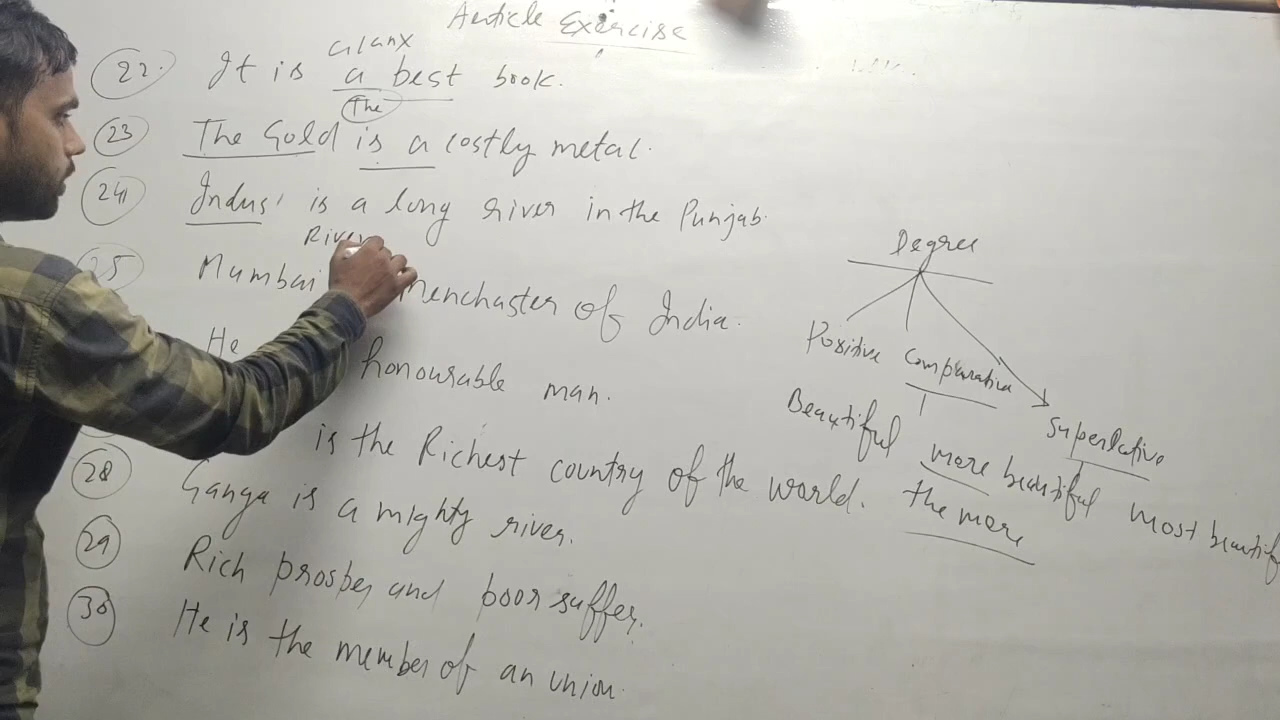 Article Exercise
a/anx
22. It is a best book.
The
23 The Gold is a costly metal.
24 Indus' is a long river in the Punjab.
River
25 Mumbai menchaster of India.
He honourable man.
is the Richest country of the world.
28 Ganga is a mighty river.
29 Rich prosper and poor suffer.
30 He is the member of an union.
Degree
Positive Comparative Superlative
Beautiful more beautiful most beautif
the more